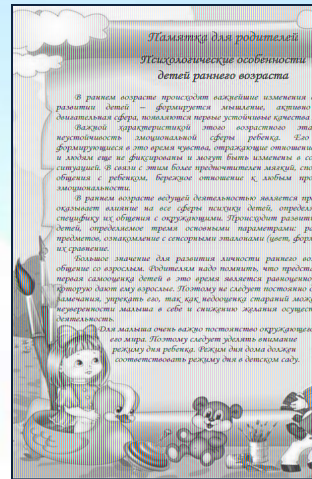 Памятка для родителей
Психологические особенности
детей раннего возраста
В раннем возрасте происходят важнейшие изменения
развитии детей – формируется мышление, активно
двигательная сфера, появляются первые устойчивые качества
Важной характеристикой этого возрастного
неустойчивость эмоциональной сферы ребенка. Его
формирующиеся в это время чувства, отражающие отношени
и людям еще не фиксированы и могут быть изменены в со
ситуацией. В связи с этим более предпочтителен мягкий, спо
общения с ребенком, бережное отношение к любым про
эмоциональности.
В раннем возрасте ведущей деятельностью является пре
оказывает влияние на все сферы психики детей, определя
специфику их общения с окружающими. Происходит развити
детей, определяемое тремя основными параметрами:
предметов, ознакомление с сенсорными эталонами (цвет, фор
их сравнение.
Большое значение для развития личности раннего воз
общение со взрослым. Родителям надо помнить, что предста
первая самооценка детей в это время является равноценно
которую дают ему взрослые. Поэтому не следует постоянно
замечания, упрекать его, так как недооценка стараний може
неуверенности малыша в себе и снижению желания осущест
деятельность.
Для малыша очень важно постоянство окружающе
его мира. Поэтому следует уделять внимание
режиму дня ребенка. Режим дня дома должен
соответствовать режиму дня в детском саду.